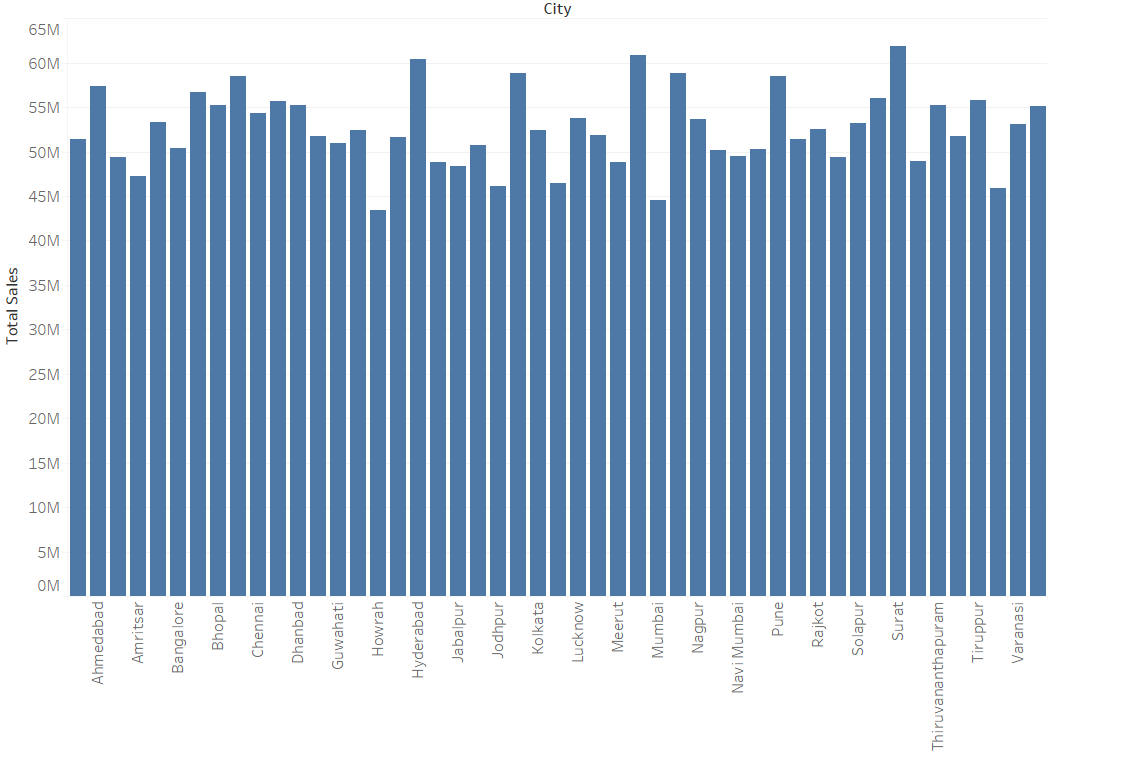 City
65M
60M
55M
50M
45M
40M
35M
30M
25M
20M
15M
10M
5M
0M
Total Sales
Ahmedabad
Amritsar
Bangalore
Bhopal
Chennai
Dhanbad
Guwahati
Howrah
Hyderabad
Jabalpur
Jodhpur
Kolkata
Lucknow
Meerut
Mumbai
Nagpur
Navi Mumbai
Pune
Rajkot
Solapur
Surat
Thiruvananthapuram
Tiruppur
Varanasi